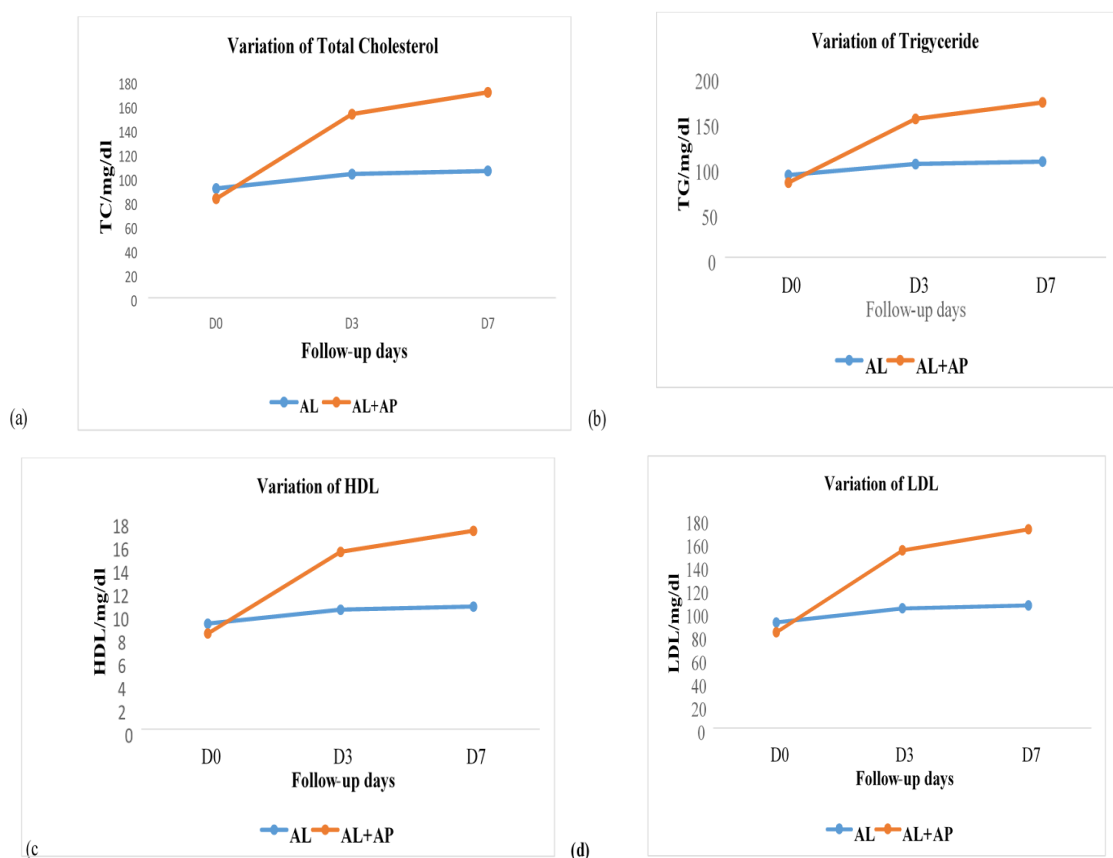 Variation of Total Cholesterol
180
160
140
120
100
80
60
40
20
0
TC/mg/dl
D0 D3 D7
Follow-up days
AL AL+AP
(a)
Variation of Trigyceride
200
150
100
50
0
TG/mg/dl
D0 D3 D7
Follow-up days
AL AL+AP
(b)
Variation of HDL
18
16
14
12
10
8
6
4
2
0
HDL/mg/dl
D0 D3 D7
Follow-up days
AL AL+AP
(c
Variation of LDL
180
160
140
120
100
80
60
40
20
0
LDL/mg/dl
D0 D3 D7
Follow-up days
AL AL+AP
(d)